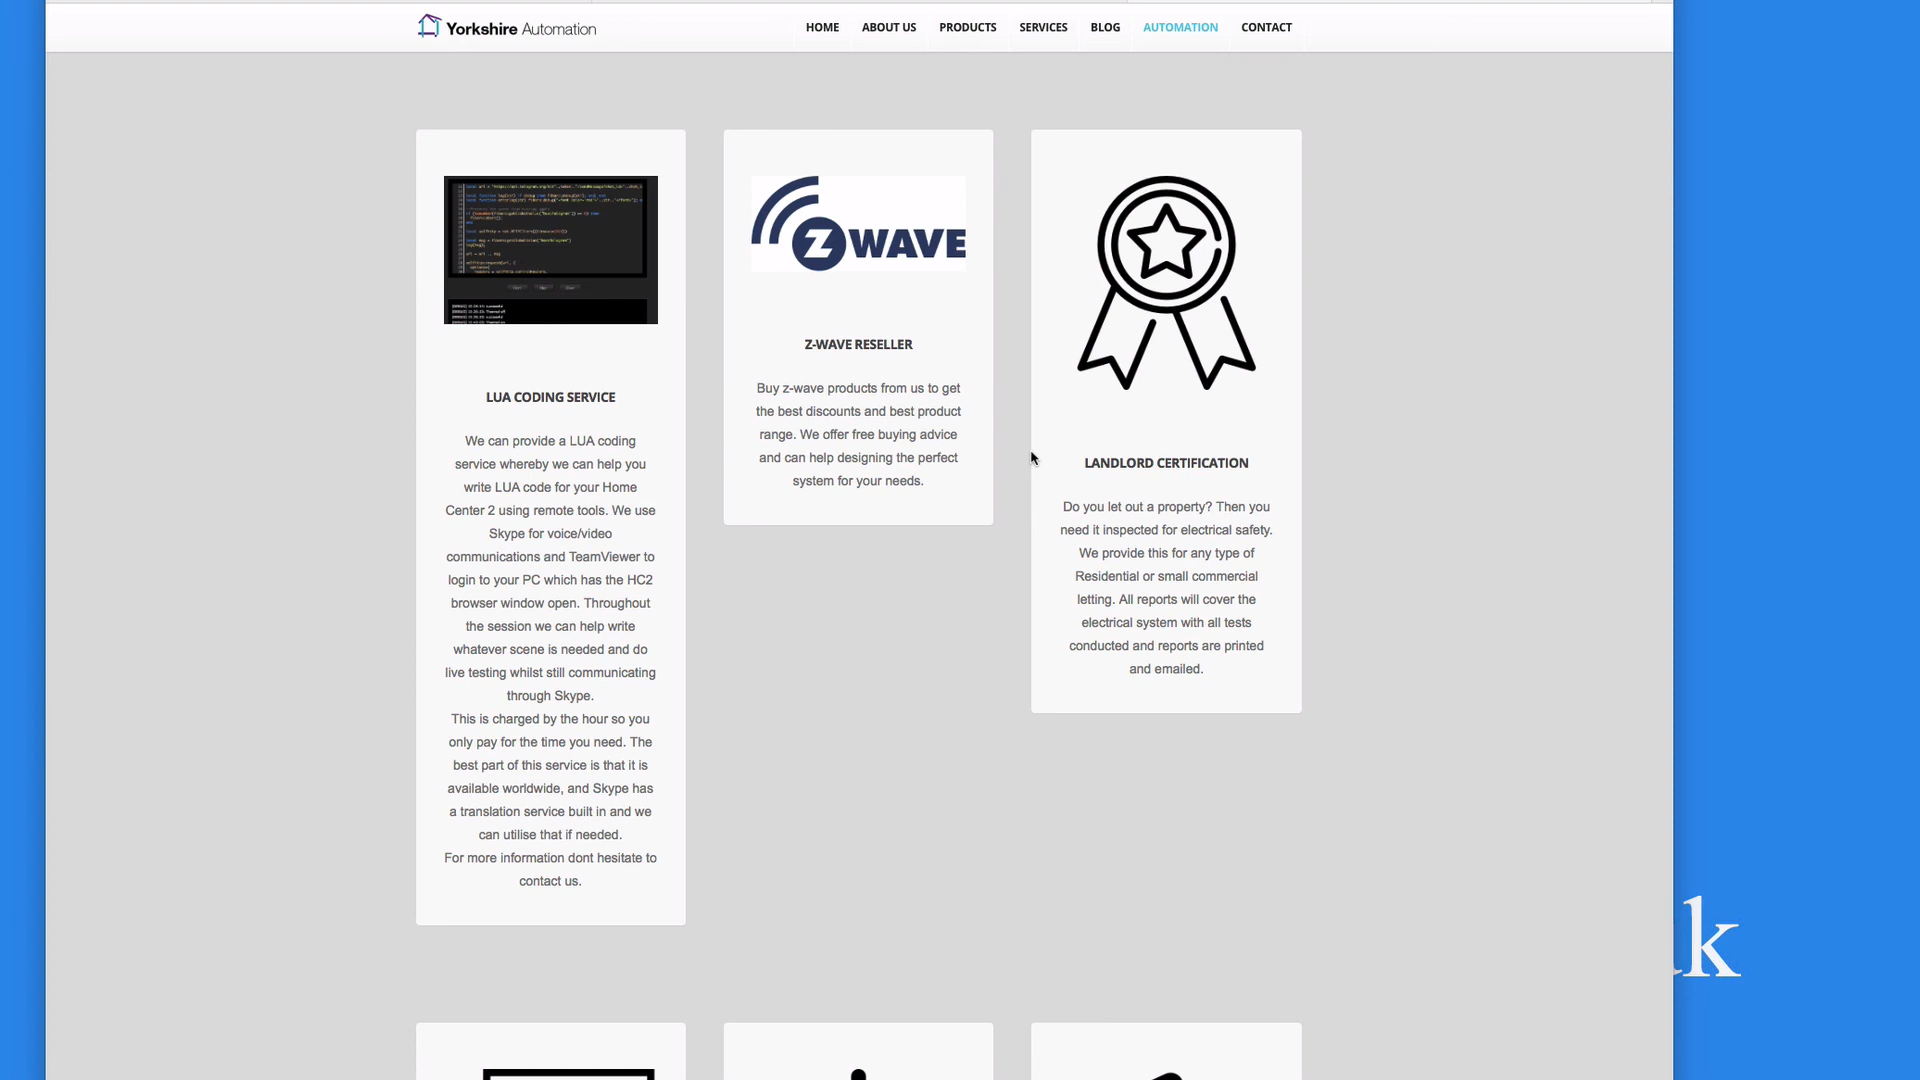 Yorkshire Automation
HOME ABOUT US PRODUCTS SERVICES BLOG AUTOMATION CONTACT
LUA CODING SERVICE
We can provide a LUA coding
service whereby we can help you
write LUA code for your Home
Center 2 using remote tools. We use
Skype for voice/video
communications and TeamViewer to
login to your PC which has the HC2
browser window open. Throughout
the session we can help write
whatever scene is needed and do
live testing whilst still communicating
through Skype.
This is charged by the hour so you
only pay for the time you need. The
best part of this service is that it is
available worldwide, and Skype has
a translation service built in and we
can utilise that if needed.
For more information dont hesitate to
contact us.
Z WAVE
Z-WAVE RESELLER
Buy z-wave products from us to get
the best discounts and best product
range. We offer free buying advice
and can help designing the perfect
system for your needs.
LANDLORD CERTIFICATION
Do you let out a property? Then you
need it inspected for electrical safety.
We provide this for any type of
Residential or small commercial
letting. All reports will cover the
electrical system with all tests
conducted and reports are printed
and emailed.
k